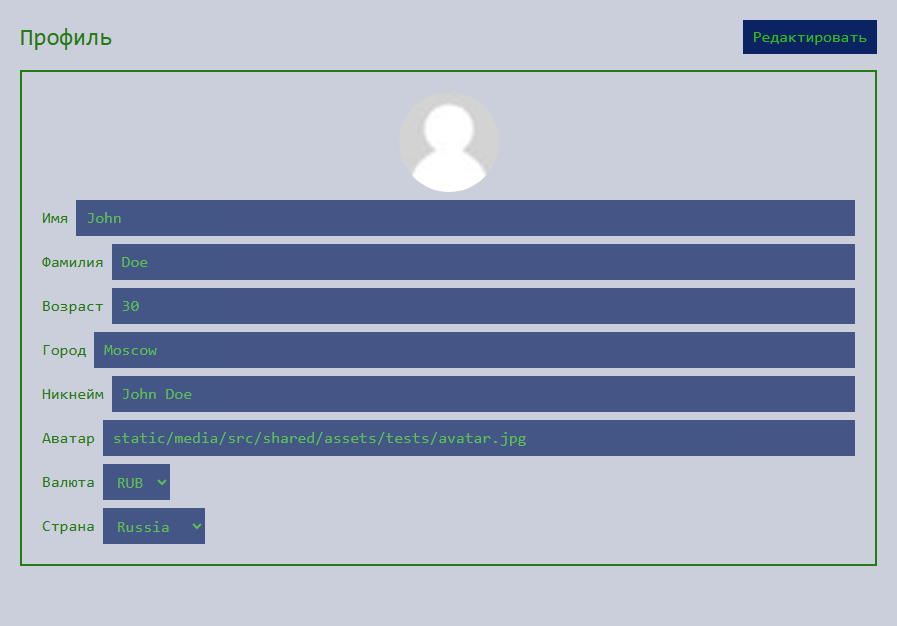 Профиль
Редактировать
Имя John
Фамилия Doe
Возраст 30
Город Moscow
Никнейм John Doe
Аватар static/media/src/shared/assets/tests/avatar.jpg
Валюта RUB
Страна Russia